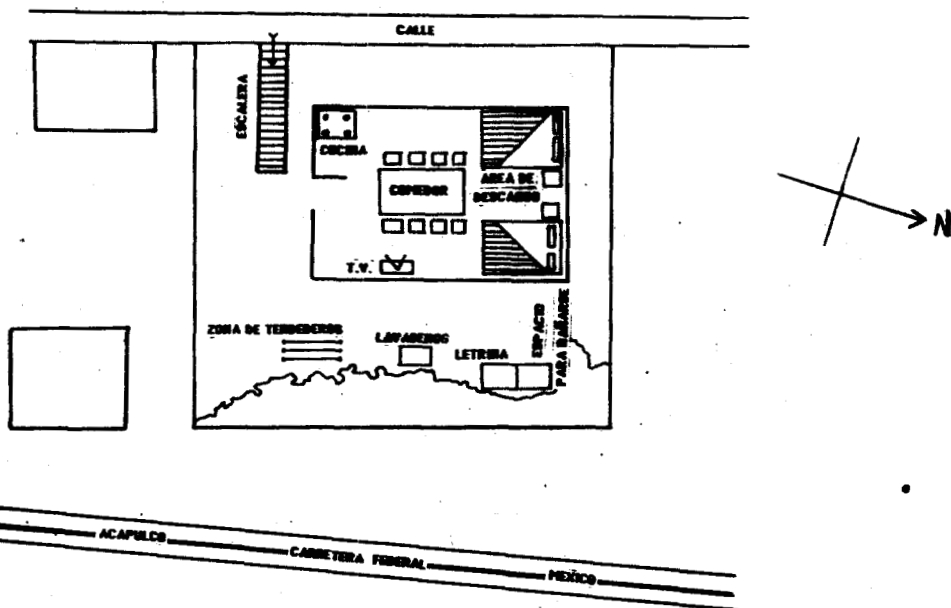 CALLE
ESCALERA
COCINA
COMEDOR
AREA DE
DESCANSO
T.V.
ESPACIO
PARA BAÑARSE
ZONA DE TENDEDEROS
LAVADEROS
LETRINA
N
ACAPULCO
CARRETERA FEDERAL
MEXICO